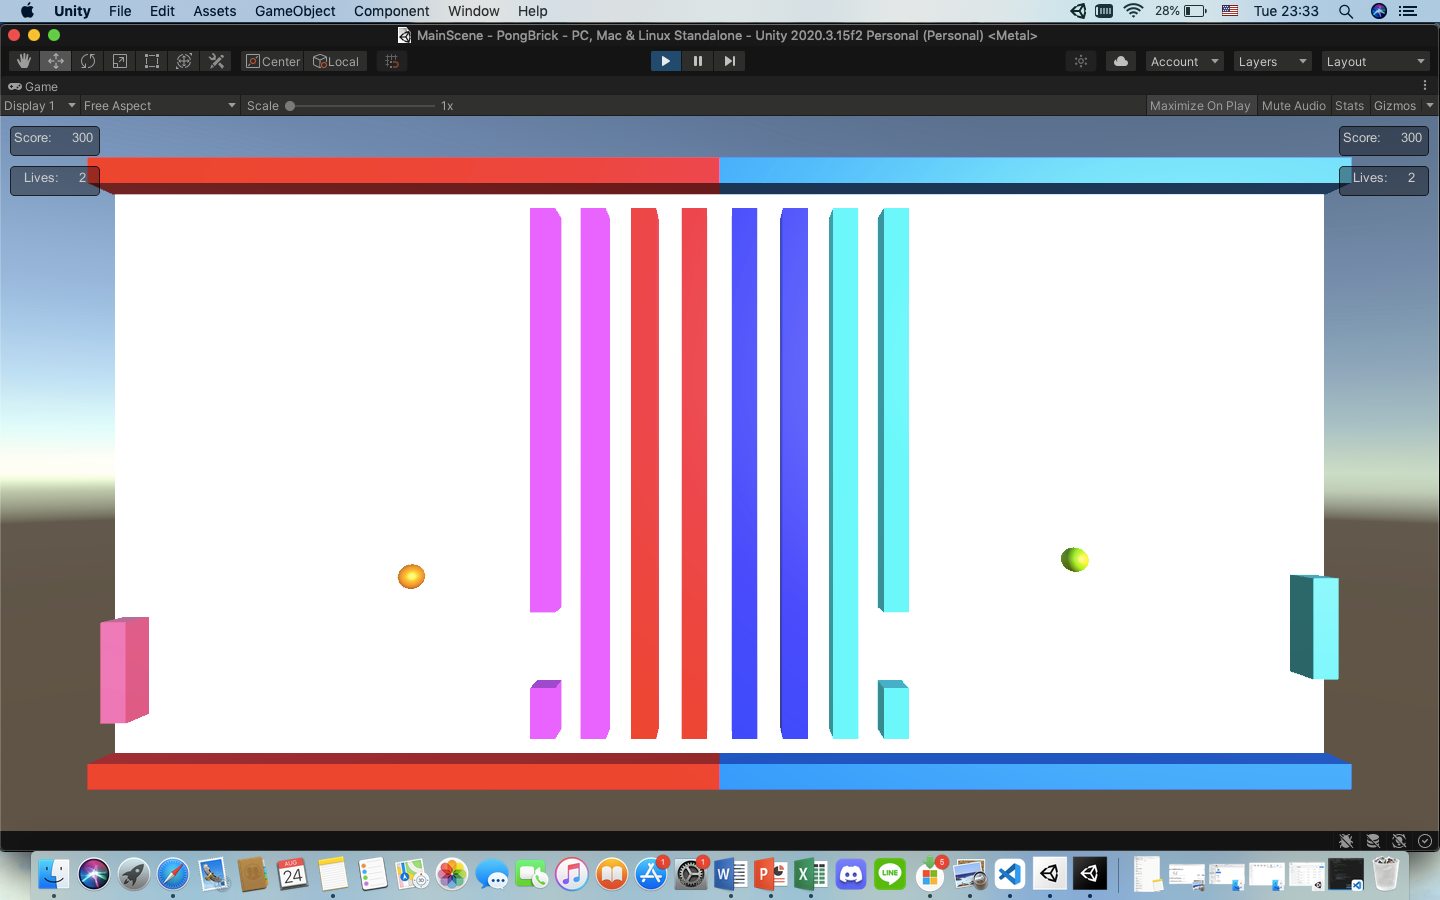 Unity File Edit Assets GameObject Component Window Help 28% Tue 23:33
MainScene - PongBrick - PC, Mac & Linux Standalone - Unity 2020.3.15f2 Personal (Personal) <Metal>
Center Local Account Layers Layout
Game
Display 1 Free Aspect Scale 1x Maximize On Play Mute Audio Stats Gizmos
Score: 300 Score: 300
Lives: 2 Lives: 2
AUG
24
1
1
W
P
X
LINE
5